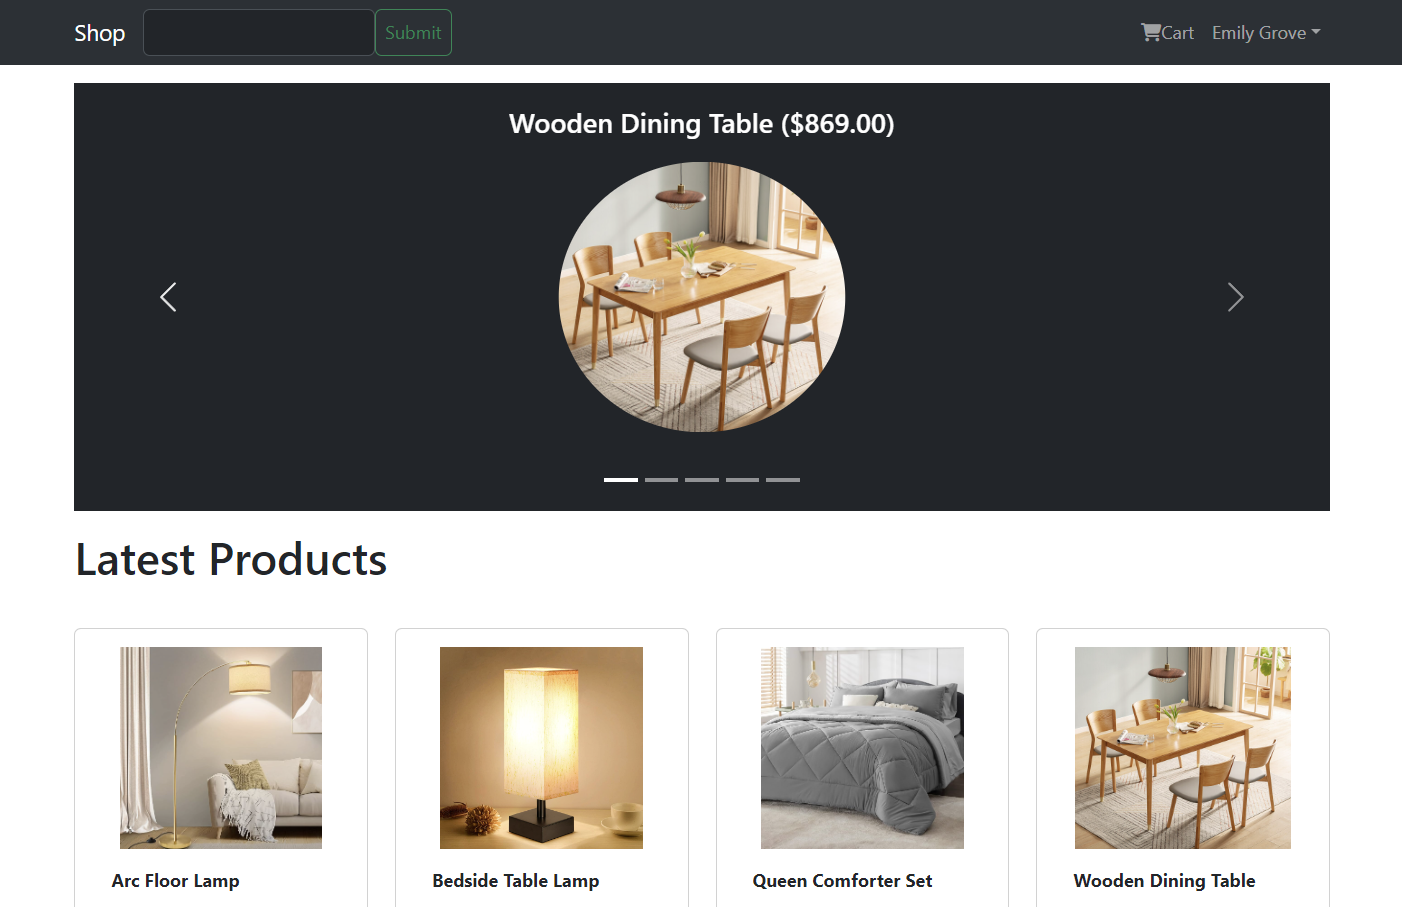 Shop
Submit
Cart
Emily Grove
Wooden Dining Table ($869.00)
Latest Products
Arc Floor Lamp
Bedside Table Lamp
Queen Comforter Set
Wooden Dining Table